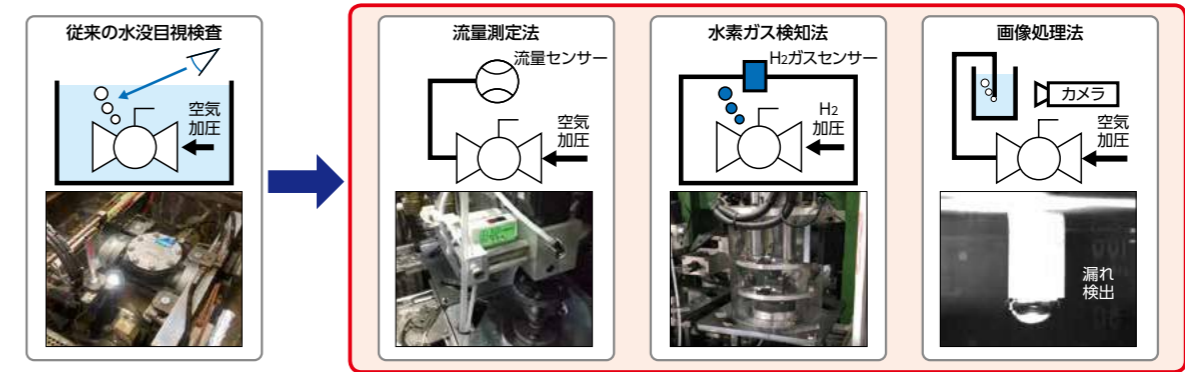 従来の水没目視検査
空気
加圧
流量測定法
流量センサー
空気
加圧
水素ガス検知法
H2ガスセンサー
H2
加圧
画像処理法
カメラ
空気
加圧
漏れ
検出